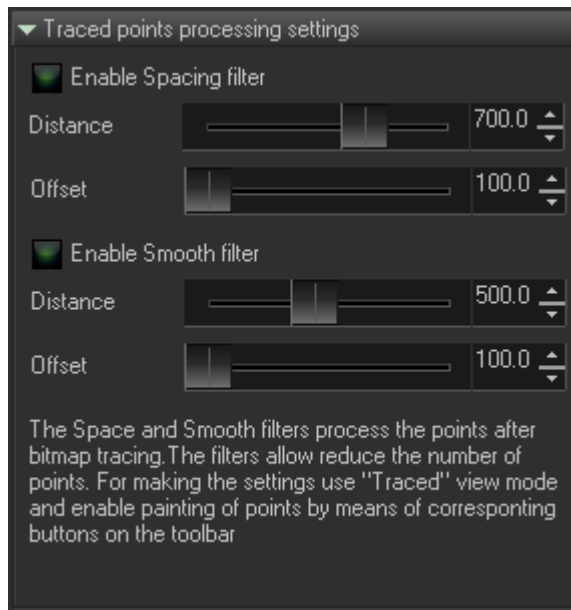 Traced points processing settings
Enable Spacing filter
Distance 700.0
Offset 100.0
Enable Smooth filter
Distance 500.0
Offset 100.0
The Space and Smooth filters process the points after
bitmap tracing.The filters allow reduce the number of
points. For making the settings use "Traced" view mode
and enable painting of points by means of corresponting
buttons on the toolbar